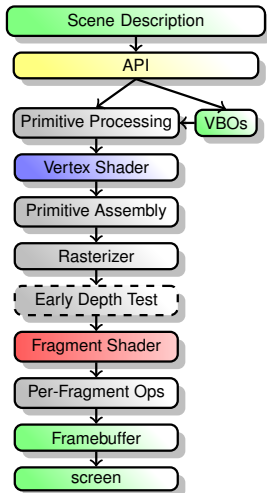 Scene Description
API
Primitive Processing
VBOs
Vertex Shader
Primitive Assembly
Rasterizer
Early Depth Test
Fragment Shader
Per-Fragment Ops
Framebuffer
screen